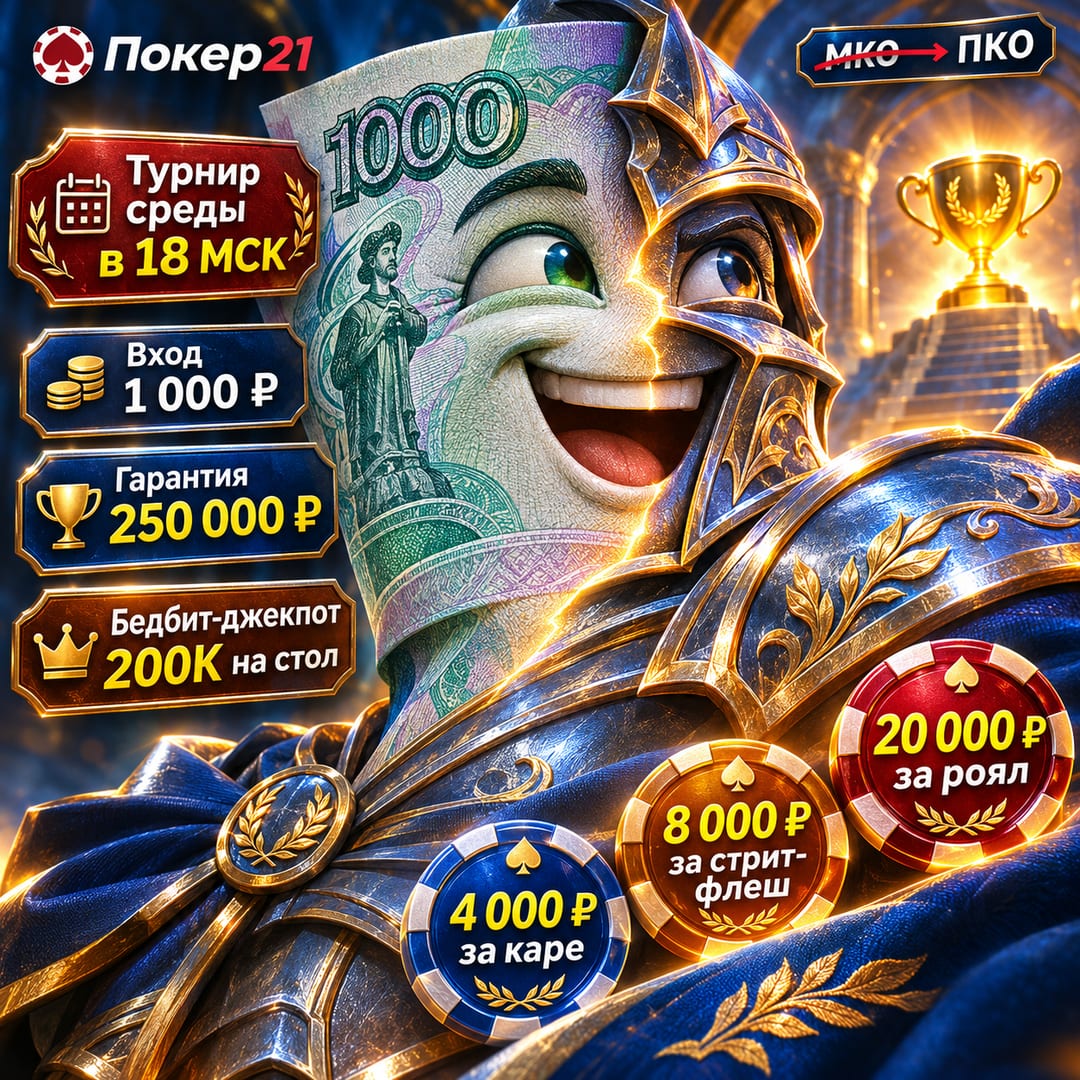 Покер21
МКО → ПКО
1000
Турнир
среды
в 18 МСК
Вход
1 000 ₽
Гарантия
250 000 ₽
Бедбит-джекпот
200K на стол
20 000 ₽
за роял
8 000 ₽
за стрит-
флеш
4 000 ₽
за каре